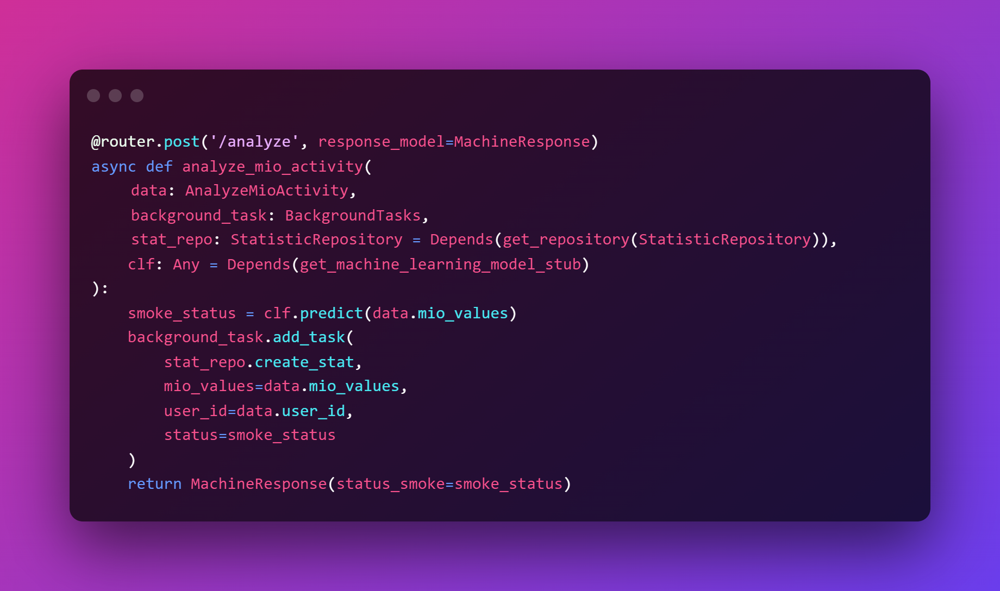 @router.post('/analyze', response_model=MachineResponse)
async def analyze_mio_activity(
    data: AnalyzeMioActivity,
    background_task: BackgroundTasks,
    stat_repo: StatisticRepository = Depends(get_repository(StatisticRepository)),
    clf: Any = Depends(get_machine_learning_model_stub)
):
    smoke_status = clf.predict(data.mio_values)
    background_task.add_task(
        stat_repo.create_stat,
        mio_values=data.mio_values,
        user_id=data.user_id,
        status=smoke_status
    )
    return MachineResponse(status_smoke=smoke_status)